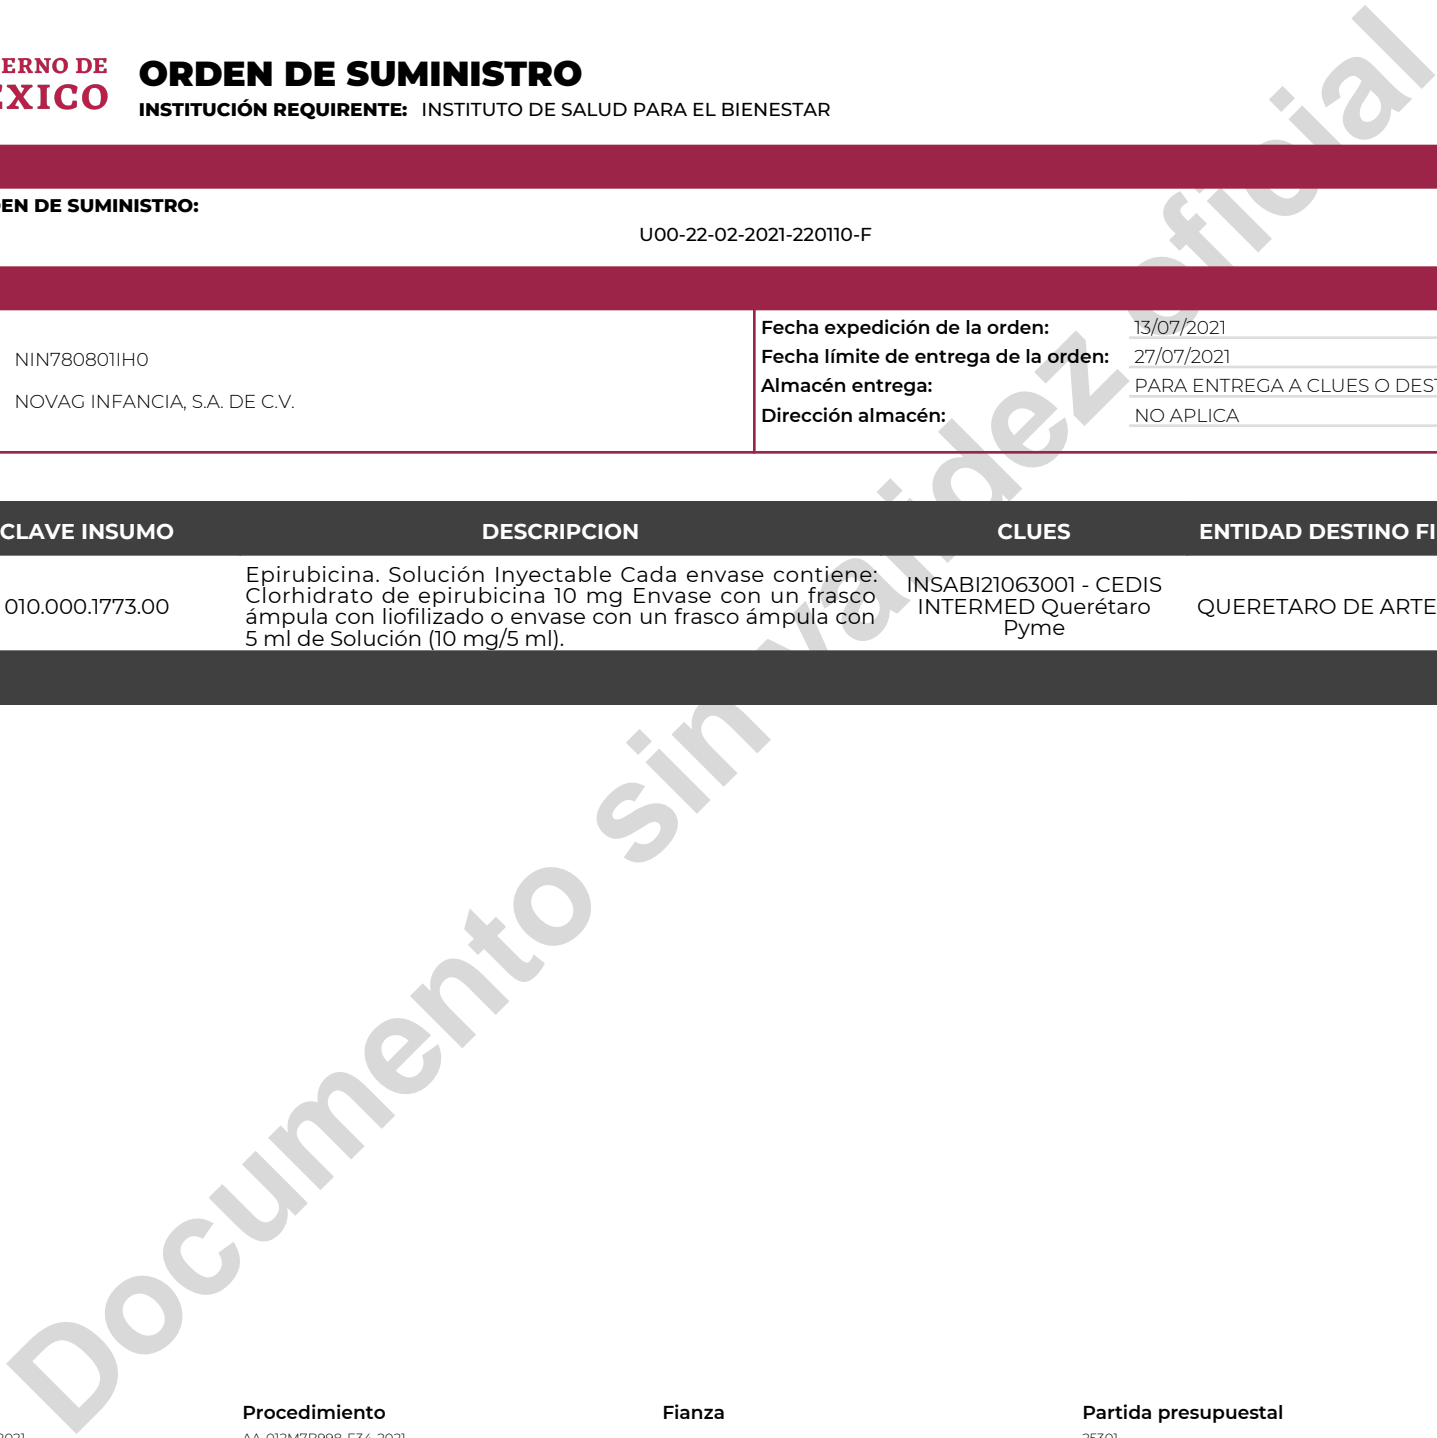 ERNO DE
ORDEN DE SUMINISTRO
EXICO
INSTITUCIÓN REQUIRENTE: INSTITUTO DE SALUD PARA EL BIENESTAR
EN DE SUMINISTRO:
U00-22-02-2021-220110-F
NIN780801IH0
NOVAG INFANCIA, S.A. DE C.V.
Fecha expedición de la orden: 13/07/2021
Fecha límite de entrega de la orden: 27/07/2021
Almacén entrega: PARA ENTREGA A CLUES O DEST
Dirección almacén: NO APLICA
CLAVE INSUMO DESCRIPCION CLUES ENTIDAD DESTINO FI
010.000.1773.00
Epirubicina. Solución Inyectable Cada envase contiene:
Clorhidrato de epirubicina 10 mg Envase con un frasco
ámpula con liofilizado o envase con un frasco ámpula con
5 ml de Solución (10 mg/5 ml).
INSABI21063001 - CEDIS
INTERMED Querétaro
Pyme
QUERETARO DE ARTE
Documento sin validez oficial
Procedimiento Fianza Partida presupuestal